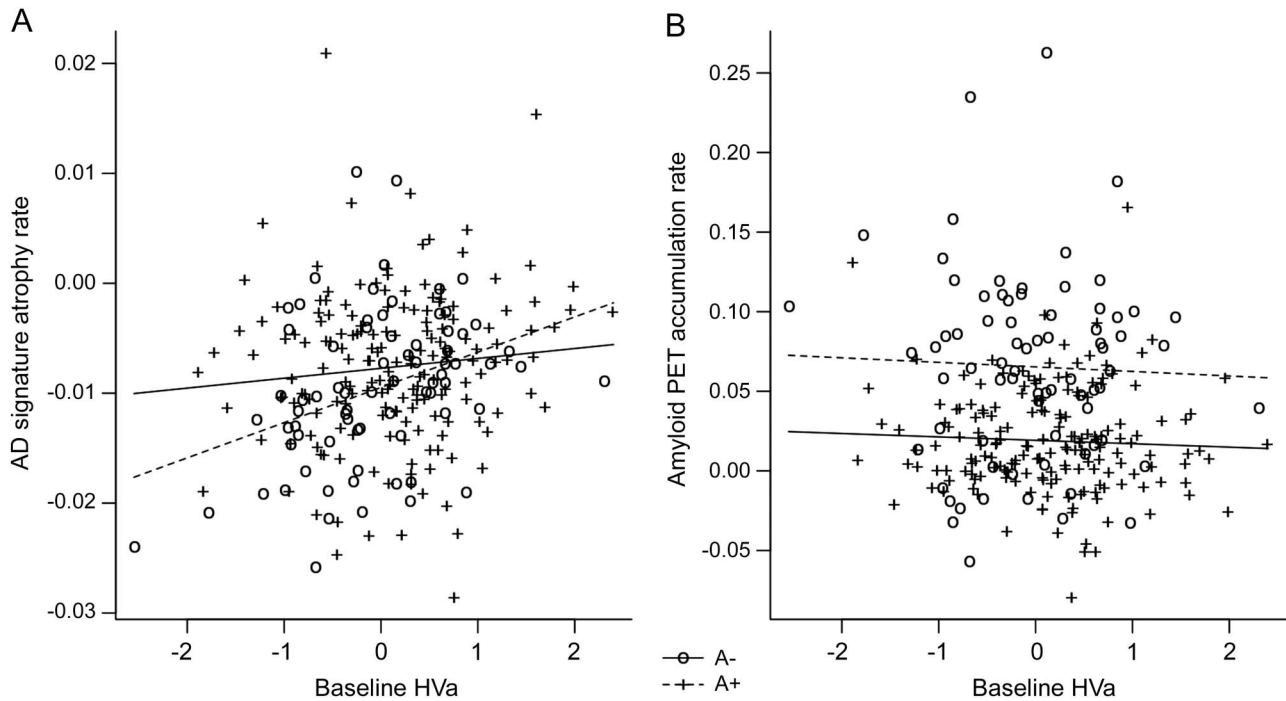 A
AD signature atrophy rate
0.02
0.01
0.00
-0.01
-0.02
-0.03
-2
-1
0
1
2
Baseline HVa
B
Amyloid PET accumulation rate
0.25
0.20
0.15
0.10
0.05
0.00
-0.05
-2
-1
0
1
2
Baseline HVa
A-
A+